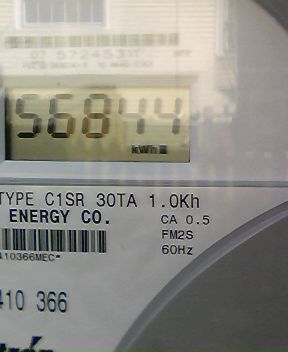 56844
kWh
TYPE C1SR 30TA 1.0Kh
ENERGY CO.
CA 0.5
FM2S
60Hz
410366MEC*
410 366